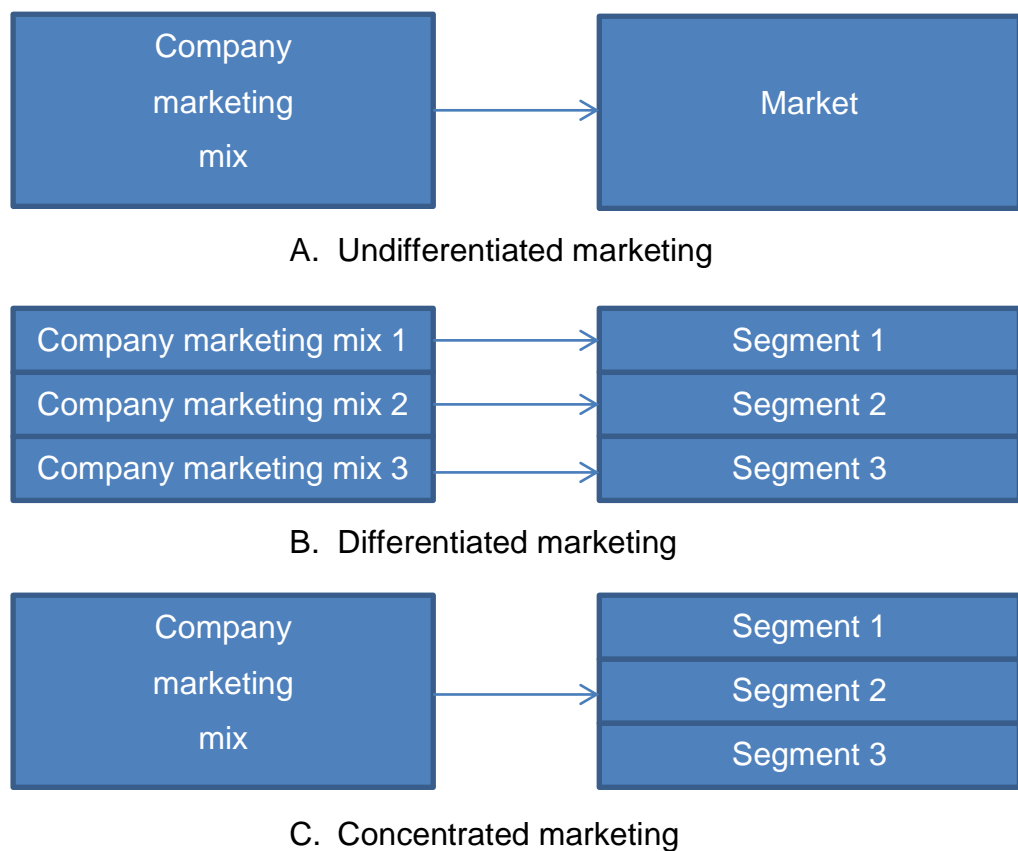 Company
marketing
mix
Market
A. Undifferentiated marketing
Company marketing mix 1
Segment 1
Company marketing mix 2
Segment 2
Company marketing mix 3
Segment 3
B. Differentiated marketing
Company
marketing
mix
Segment 1
Segment 2
Segment 3
C. Concentrated marketing